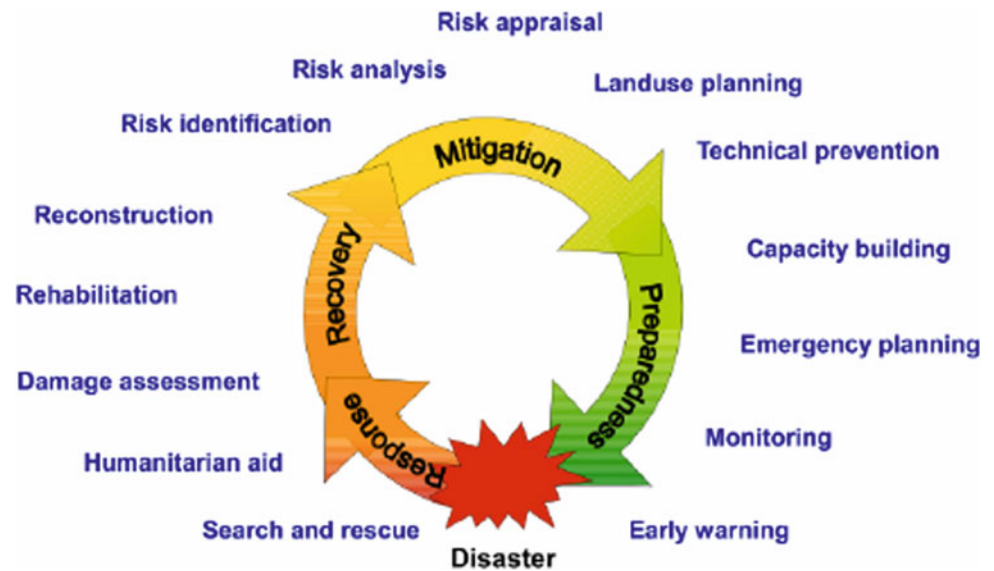 Risk appraisal
Risk analysis
Landuse planning
Risk identification
Mitigation
Technical prevention
Reconstruction
Capacity building
Recovery
Rehabilitation
Preparedness
Emergency planning
Damage assessment
Response
Monitoring
Humanitarian aid
Search and rescue
Early warning
Disaster